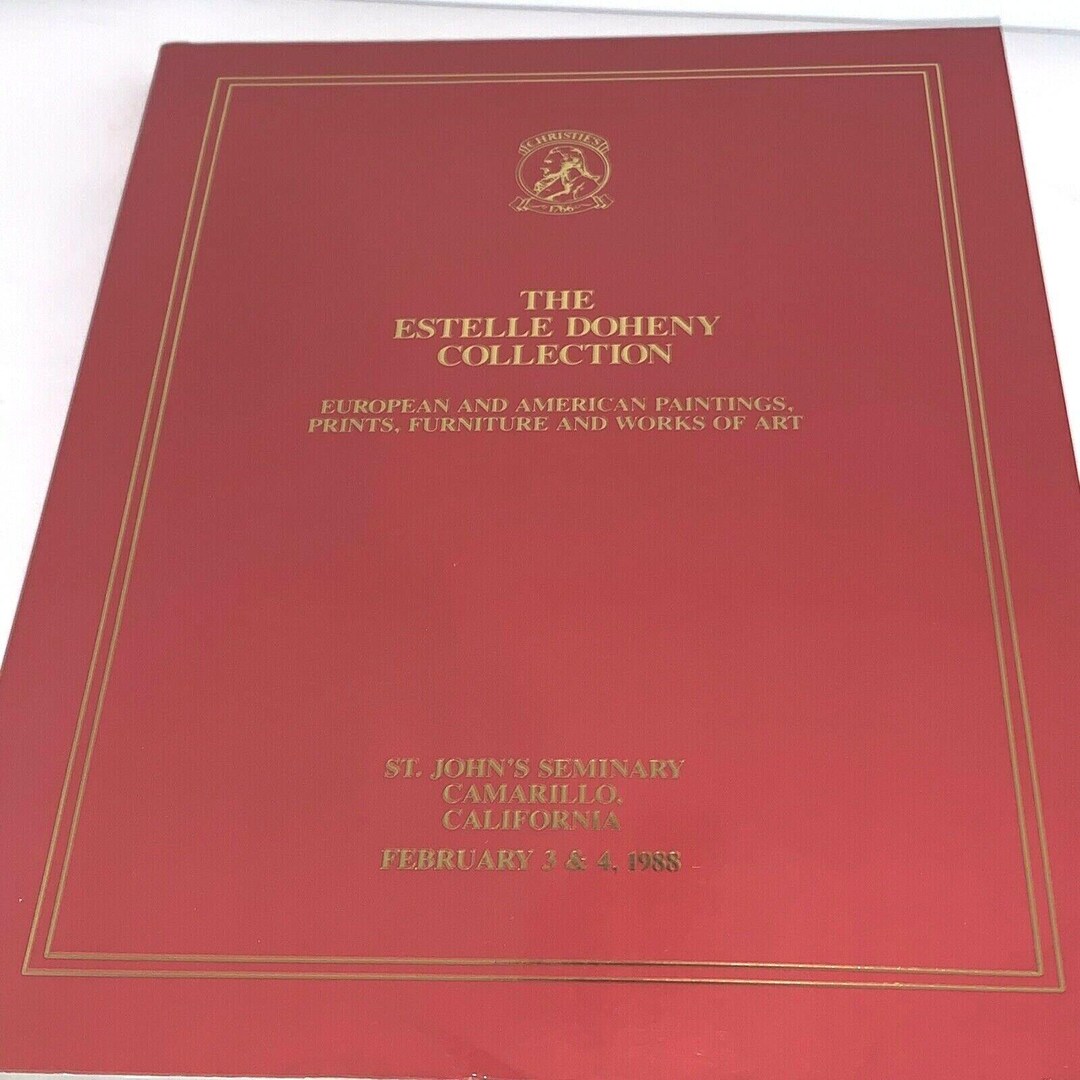 CHRISTIE'S
1766
THE
ESTELLE DOHENY
COLLECTION
EUROPEAN AND AMERICAN PAINTINGS,
PRINTS, FURNITURE AND WORKS OF ART
ST. JOHN'S SEMINARY
CAMARILLO,
CALIFORNIA
FEBRUARY 3 & 4, 1988